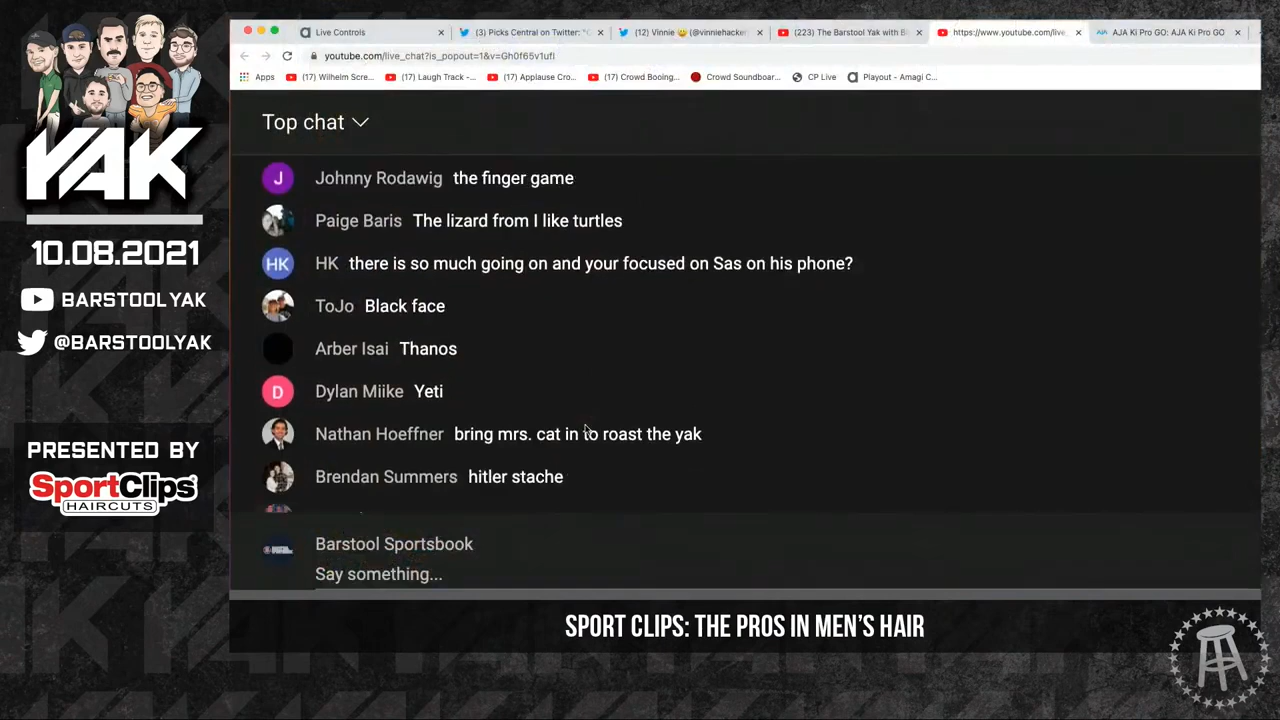 Live Controls
(3) Picks Central on Twitter: "
(12) Vinnie 😀 (@vinniehacker
(223) The Barstool Yak with B
https://www.youtube.com/live_
AJA Ki Pro GO: AJA Ki Pro GO
youtube.com/live_chat?is_popout=1&v=Gh0f65v1ufI
Apps
(17) Wilhelm Scre...
(17) Laugh Track -...
(17) Applause Cro...
(17) Crowd Booing...
Crowd Soundboar...
CP Live
Playout - Amagi C...
YAK
10.08.2021
BARSTOOLYAK
@BARSTOOLYAK
PRESENTED BY
SportClips
HAIRCUTS
Top chat
J Johnny Rodawig the finger game
Paige Baris The lizard from I like turtles
HK HK there is so much going on and your focused on Sas on his phone?
ToJo Black face
Arber Isai Thanos
D Dylan Miike Yeti
Nathan Hoeffner bring mrs. cat in to roast the yak
Brendan Summers hitler stache
Barstool Sportsbook
Say something...
SPORT CLIPS: THE PROS IN MEN'S HAIR